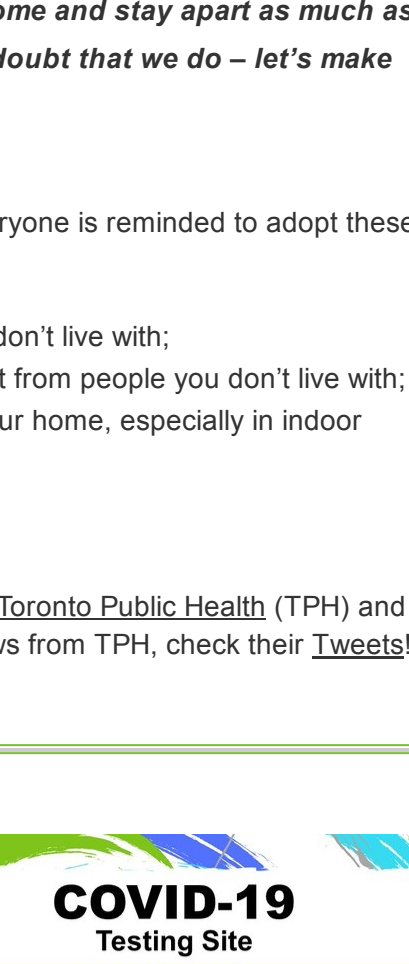 ome and stay apart as much as
doubt that we do – let's make
ryone is reminded to adopt these
don't live with;
t from people you don't live with;
ur home, especially in indoor
Toronto Public Health (TPH) and
ws from TPH, check their Tweets!
COVID-19
Testing Site